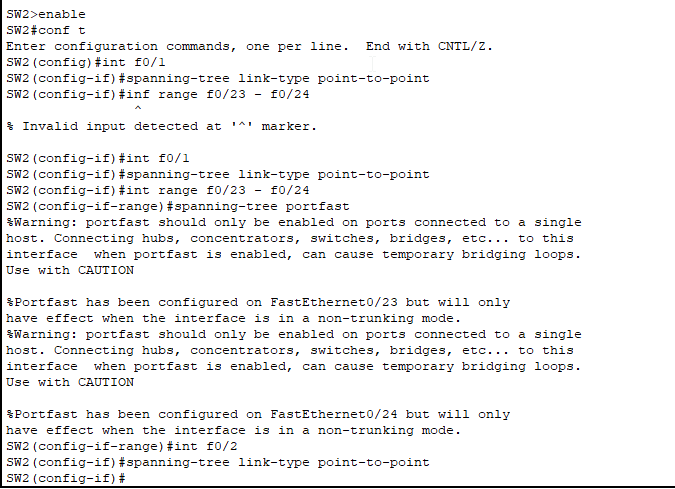 SW2>enable
SW2#conf t
Enter configuration commands, one per line.  End with CNTL/Z.
SW2(config)#int f0/1
SW2(config-if)#spanning-tree link-type point-to-point
SW2(config-if)#inf range f0/23 - f0/24
^
% Invalid input detected at '^' marker.
SW2(config-if)#int f0/1
SW2(config-if)#spanning-tree link-type point-to-point
SW2(config-if)#int range f0/23 - f0/24
SW2(config-if-range)#spanning-tree portfast
%Warning: portfast should only be enabled on ports connected to a single
host. Connecting hubs, concentrators, switches, bridges, etc... to this
interface  when portfast is enabled, can cause temporary bridging loops.
Use with CAUTION
%Portfast has been configured on FastEthernet0/23 but will only
have effect when the interface is in a non-trunking mode.
%Warning: portfast should only be enabled on ports connected to a single
host. Connecting hubs, concentrators, switches, bridges, etc... to this
interface  when portfast is enabled, can cause temporary bridging loops.
Use with CAUTION
%Portfast has been configured on FastEthernet0/24 but will only
have effect when the interface is in a non-trunking mode.
SW2(config-if-range)#int f0/2
SW2(config-if)#spanning-tree link-type point-to-point
SW2(config-if)#